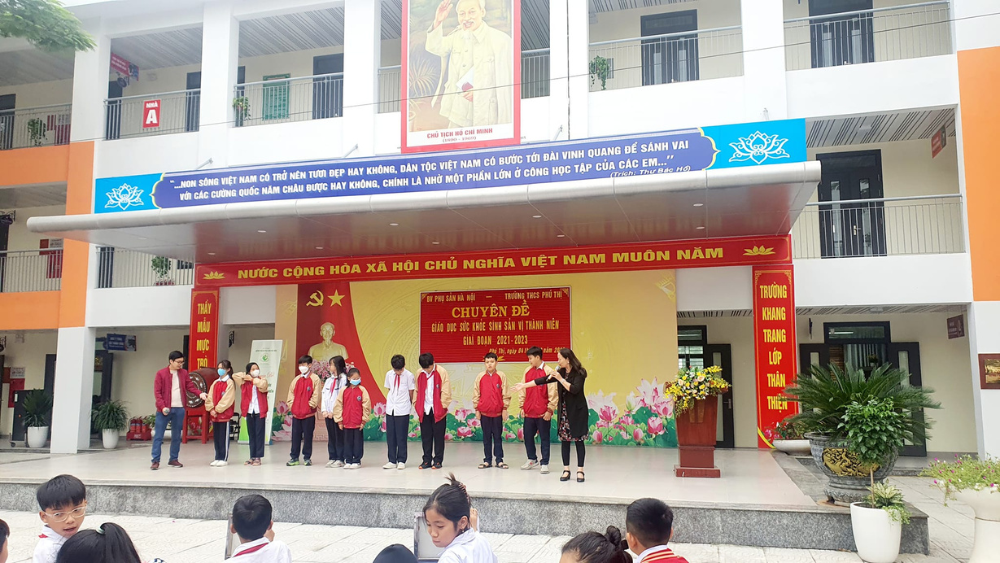 CHỦ TỊCH HỒ CHÍ MINH
(1890 - 1969)
NHÀ
A
"...NON SÔNG VIỆT NAM CÓ TRỞ NÊN TƯƠI ĐẸP HAY KHÔNG, DÂN TỘC VIỆT NAM CÓ BƯỚC TỚI ĐÀI VINH QUANG ĐỂ SÁNH VAI
VỚI CÁC CƯỜNG QUỐC NĂM CHÂU ĐƯỢC HAY KHÔNG, CHÍNH LÀ NHỜ MỘT PHẦN LỚN Ở CÔNG HỌC TẬP CỦA CÁC EM..."
(Trích: Thư Bác Hồ)
NƯỚC CỘNG HÒA XÃ HỘI CHỦ NGHĨA VIỆT NAM MUÔN NĂM
THẦY
MẪU
MỰC
TRÒ
BV PHỤ SẢN HÀ NỘI — TRƯỜNG THCS PHÚ THỊ
CHUYÊN ĐỀ
GIÁO DỤC SỨC KHỎE SINH SẢN VỊ THÀNH NIÊN
GIAI ĐOẠN 2021-2023
Phú Thị, ngày 04
TRƯỜNG
KHANG
TRANG
LỚP
THÂN
THIỆN